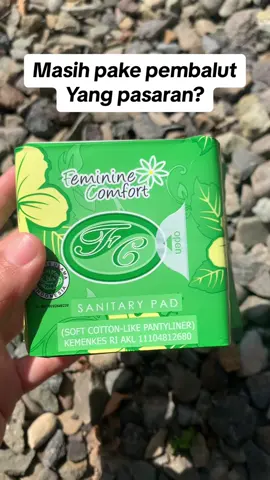 Masih pake pembalut
Yang pasaran?
Feminine
Comfort
FC
open
SANITARY PAD
(SOFT COTTON-LIKE PANTYLINER)
KEMENKES RI AKL 11104812680